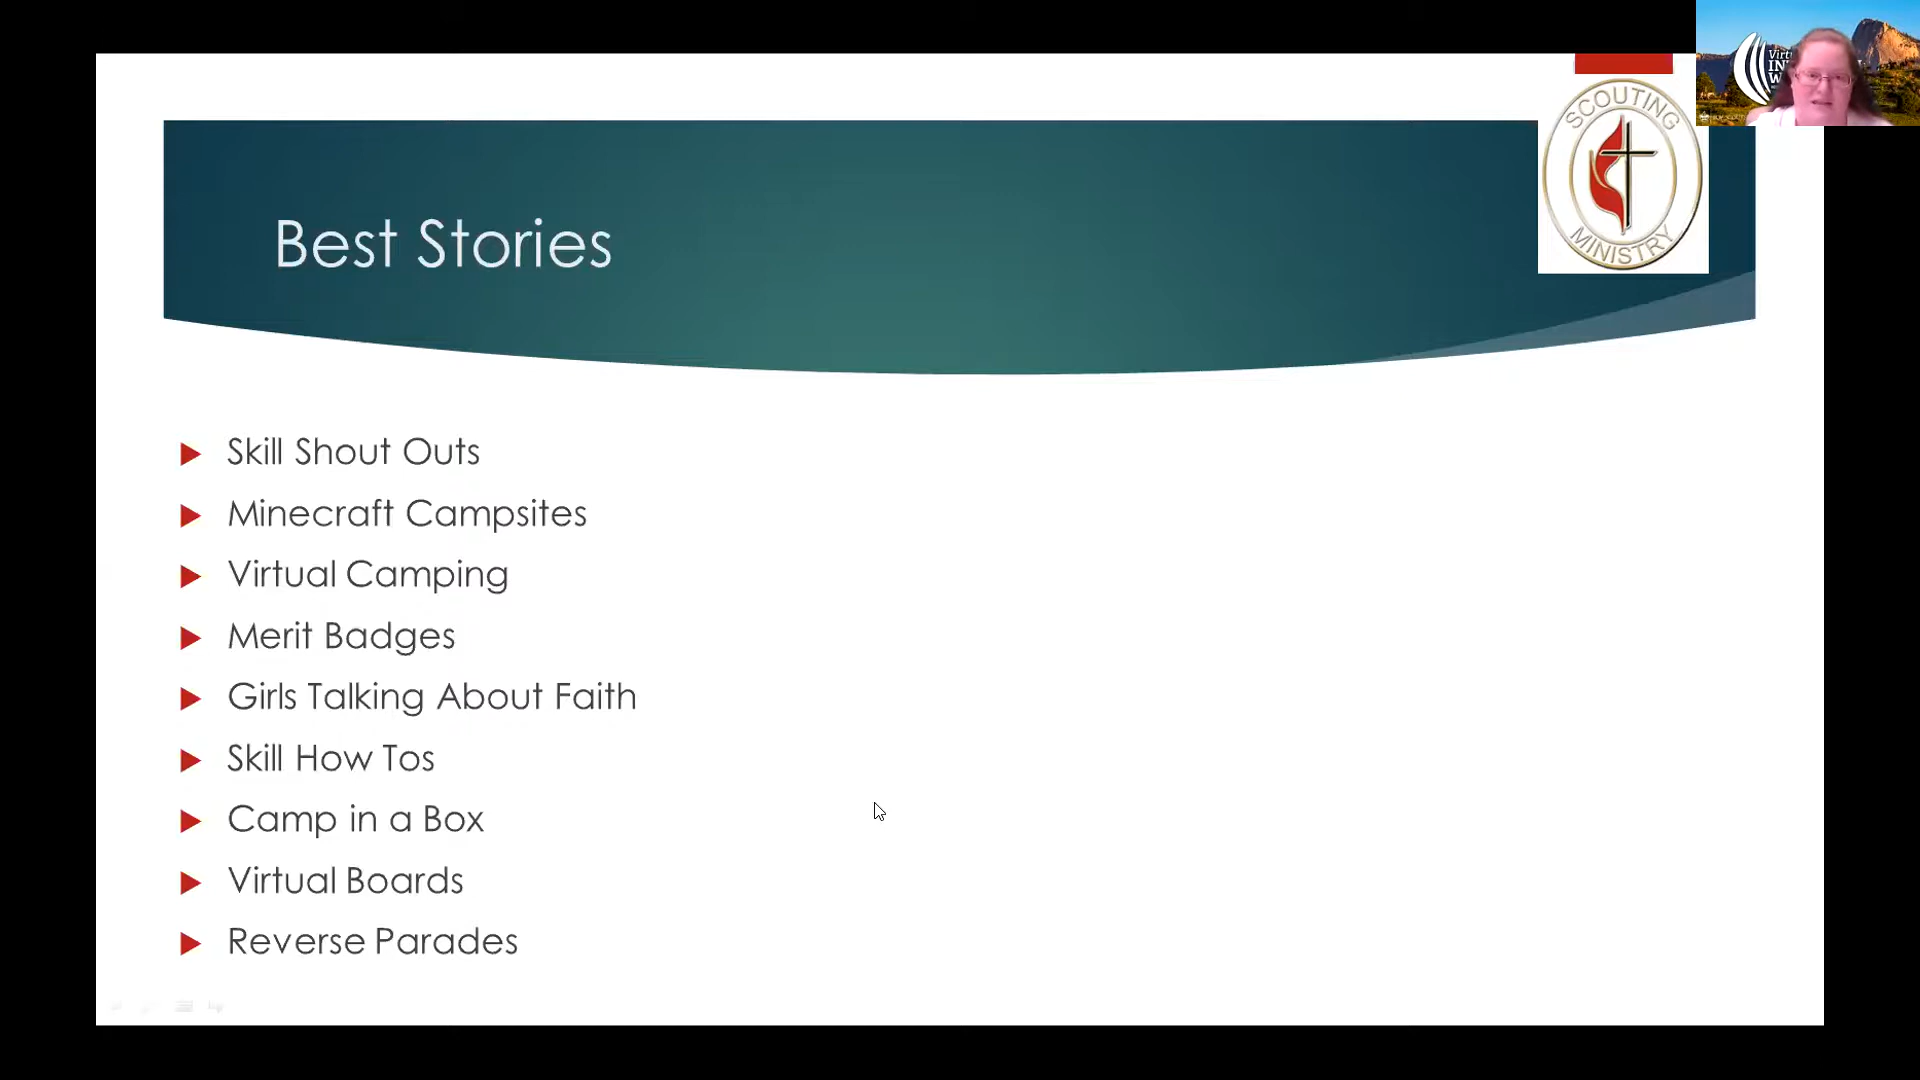 Best Stories
SCOUTING
MINISTRY
Skill Shout Outs
Minecraft Campsites
Virtual Camping
Merit Badges
Girls Talking About Faith
Skill How Tos
Camp in a Box
Virtual Boards
Reverse Parades